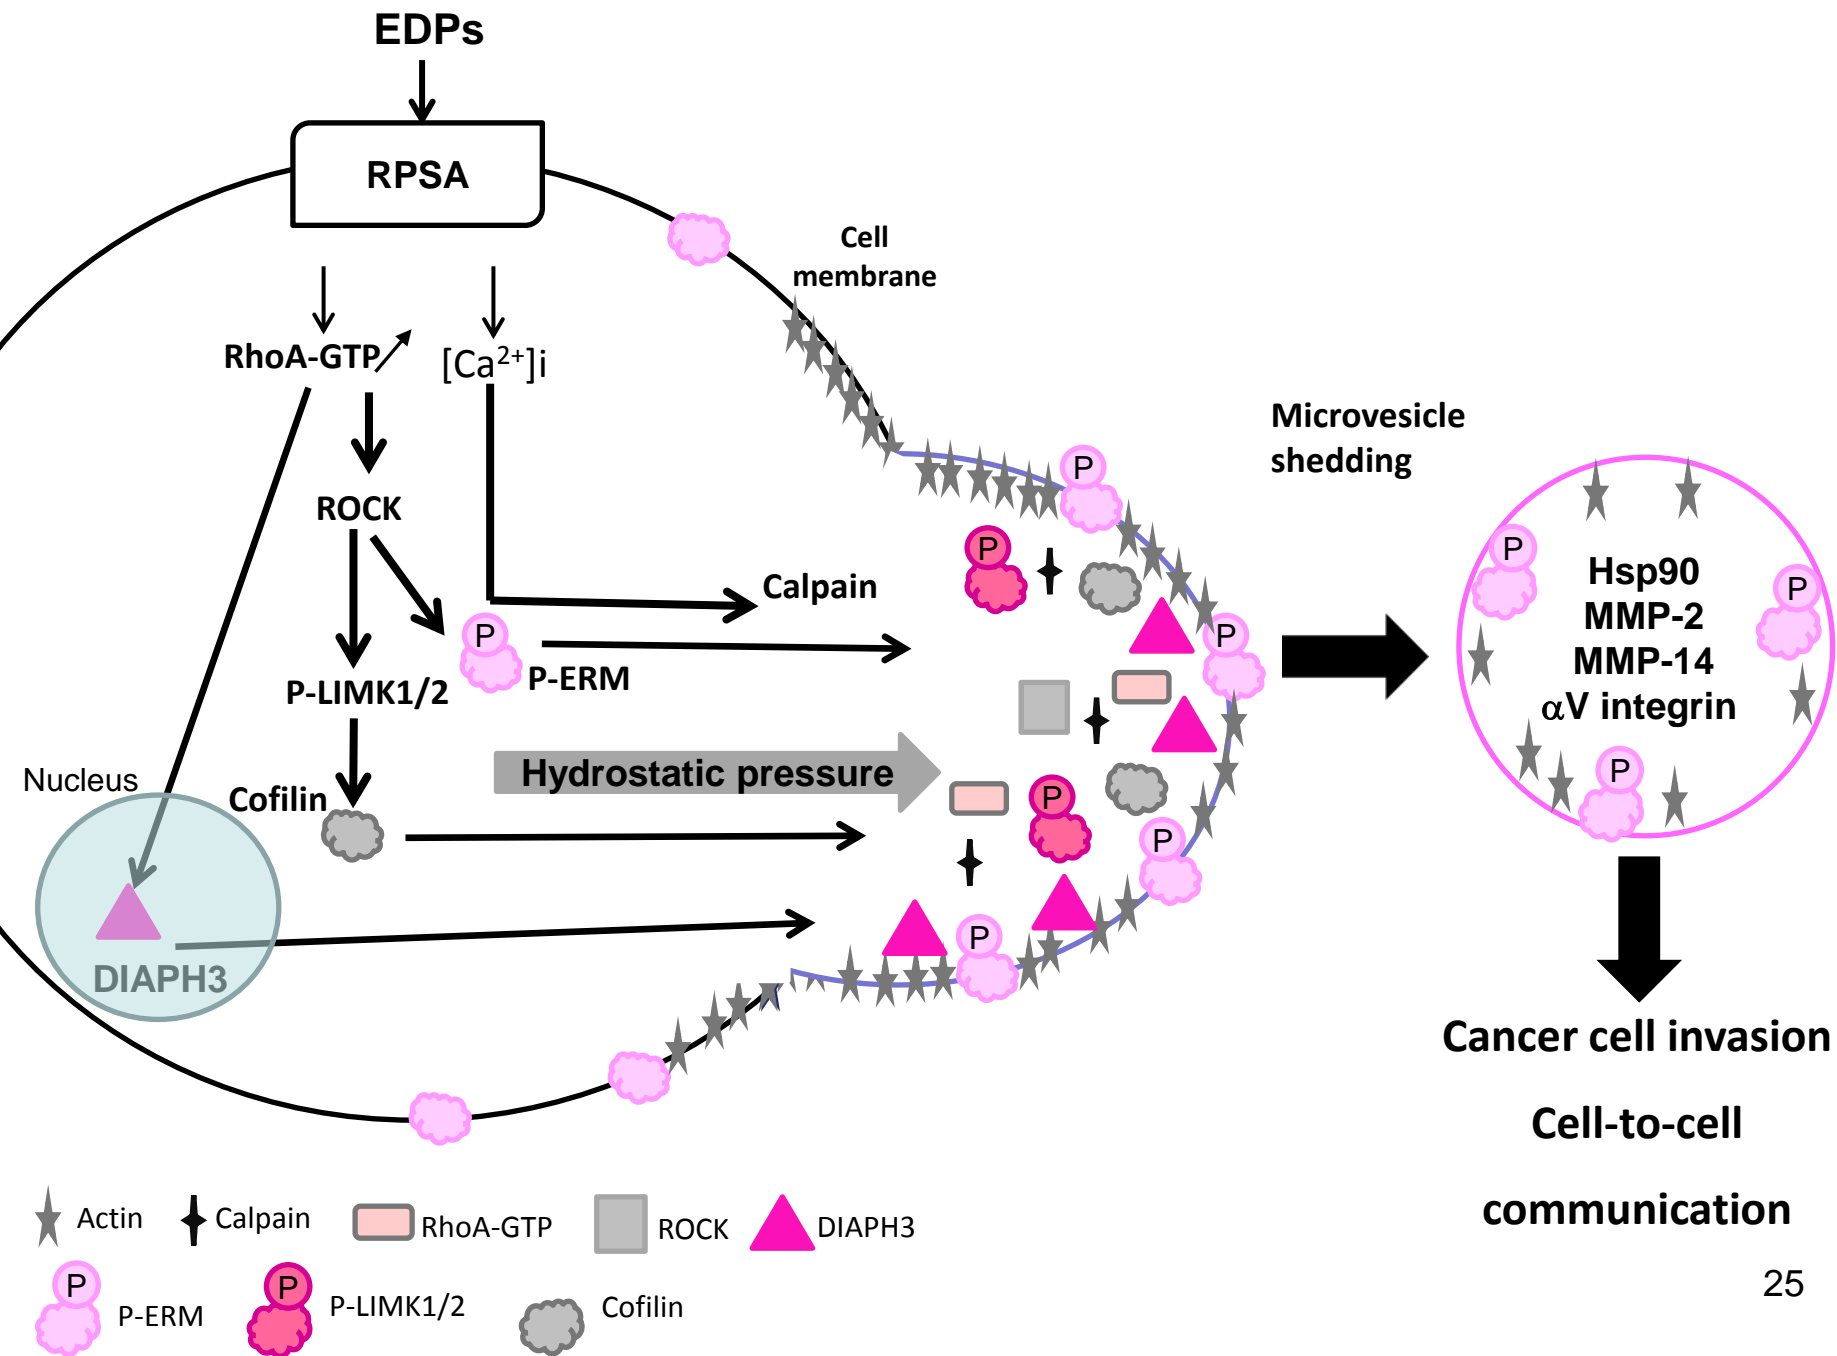 EDPs
RPSA
Cell
membrane
RhoA-GTP
[Ca²⁺]i
Microvesicle
shedding
P
ROCK
P
P
Hsp90
P
Calpain
MMP-2
P
P
MMP-14
P-ERM
P-LIMK1/2
αV integrin
Hydrostatic pressure
P
Nucleus
Cofilin
P
P
P
DIAPH3
Cancer cell invasion
Cell-to-cell
communication
Actin
Calpain
RhoA-GTP
ROCK
DIAPH3
P
P-ERM
P
P-LIMK1/2
Cofilin
25